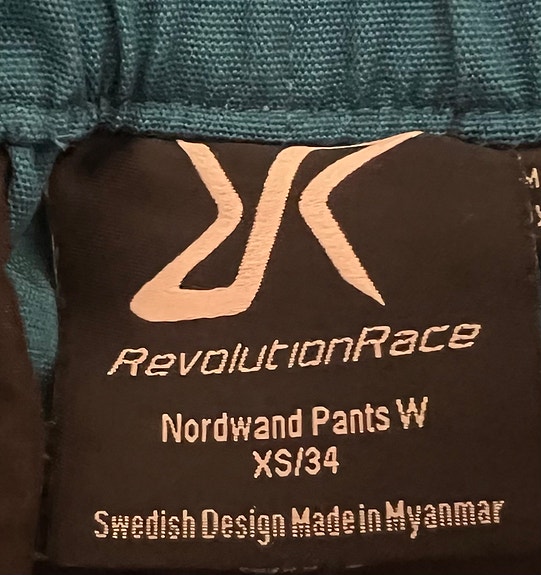 RevolutionRace
Nordwand Pants W
XS/34
Swedish Design Made in Myanmar